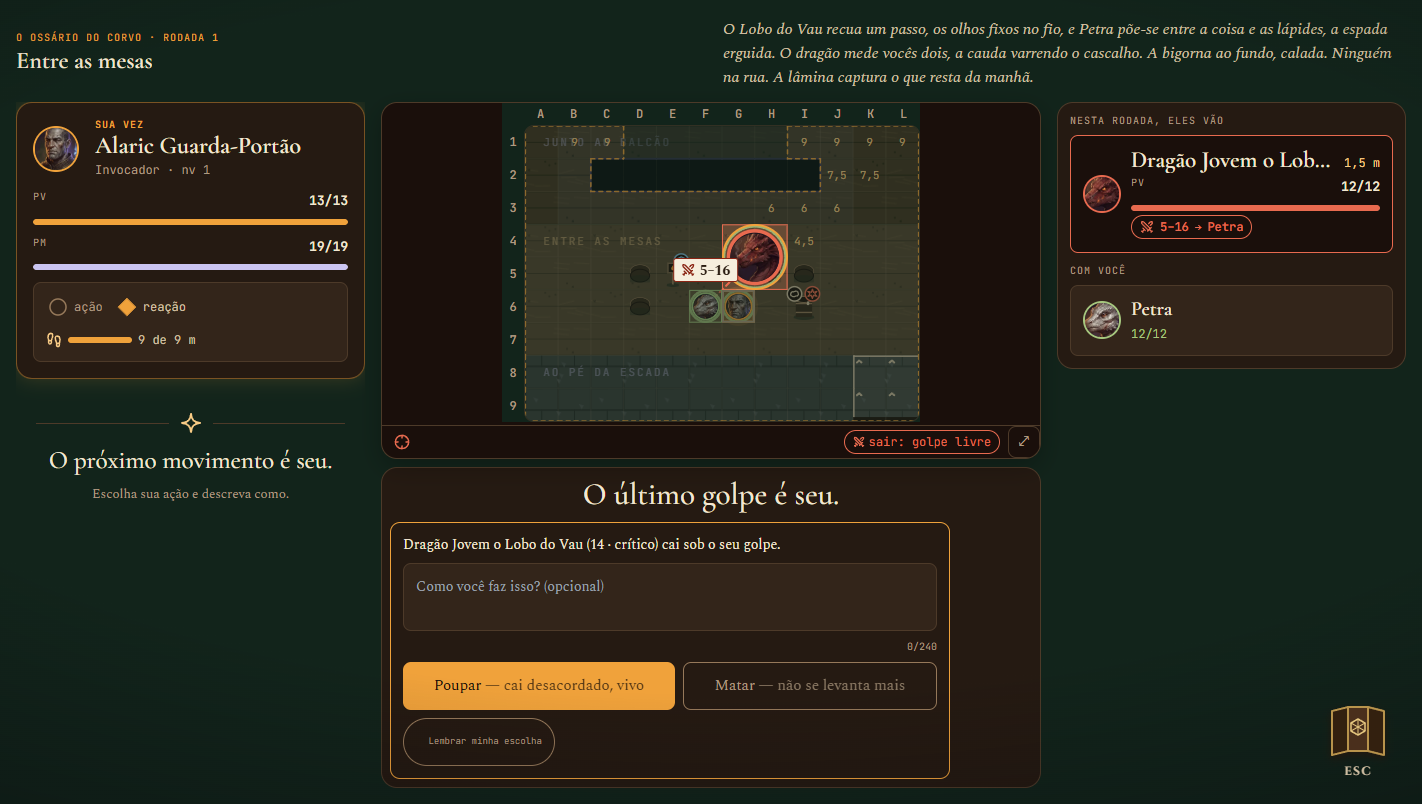 O OSSÁRIO DO CORVO · RODADA 1
Entre as mesas
O Lobo do Vau recua um passo, os olhos fixos no fio, e Petra põe-se entre a coisa e as lápides, a espada
erguida. O dragão mede vocês dois, a cauda varrendo o cascalho. A bigorna ao fundo, calada. Ninguém
na rua. A lâmina captura o que resta da manhã.
SUA VEZ
Alaric Guarda-Portão
Invocador · nv 1
PV 13/13
PM 19/19
ação reação
9 de 9 m
O próximo movimento é seu.
Escolha sua ação e descreva como.
A B C D E F G H I J K L
1 JUNTO AO BALCÃO 9 9 9 9 9 9
2 7,5 7,5
3 6 6 6
4 ENTRE AS MESAS 4,5
5 5–16
6
7
8 AO PÉ DA ESCADA
9
sair: golpe livre
O último golpe é seu.
Dragão Jovem o Lobo do Vau (14 · crítico) cai sob o seu golpe.
Como você faz isso? (opcional)
0/240
Poupar — cai desacordado, vivo
Matar — não se levanta mais
Lembrar minha escolha
NESTA RODADA, ELES VÃO
Dragão Jovem o Lob... 1,5 m
PV 12/12
5–16 → Petra
COM VOCÊ
Petra
12/12
ESC